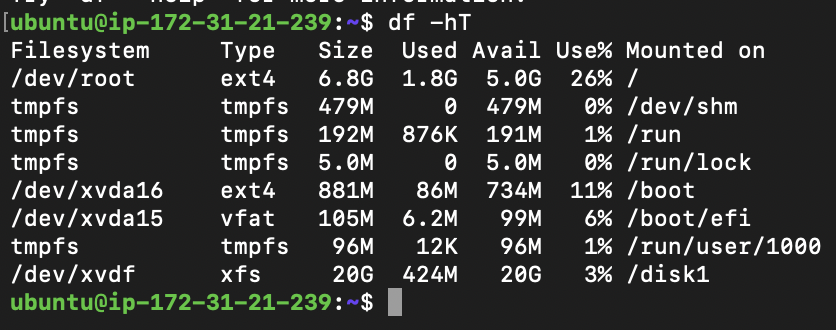 [ubuntu@ip-172-31-21-239:~$ df -hT
Filesystem     Type   Size  Used Avail Use% Mounted on
/dev/root      ext4   6.8G  1.8G  5.0G  26% /
tmpfs          tmpfs  479M     0  479M   0% /dev/shm
tmpfs          tmpfs  192M  876K  191M   1% /run
tmpfs          tmpfs  5.0M     0  5.0M   0% /run/lock
/dev/xvda16    ext4   881M   86M  734M  11% /boot
/dev/xvda15    vfat   105M  6.2M   99M   6% /boot/efi
tmpfs          tmpfs   96M   12K   96M   1% /run/user/1000
/dev/xvdf      xfs     20G  424M   20G   3% /disk1
ubuntu@ip-172-31-21-239:~$